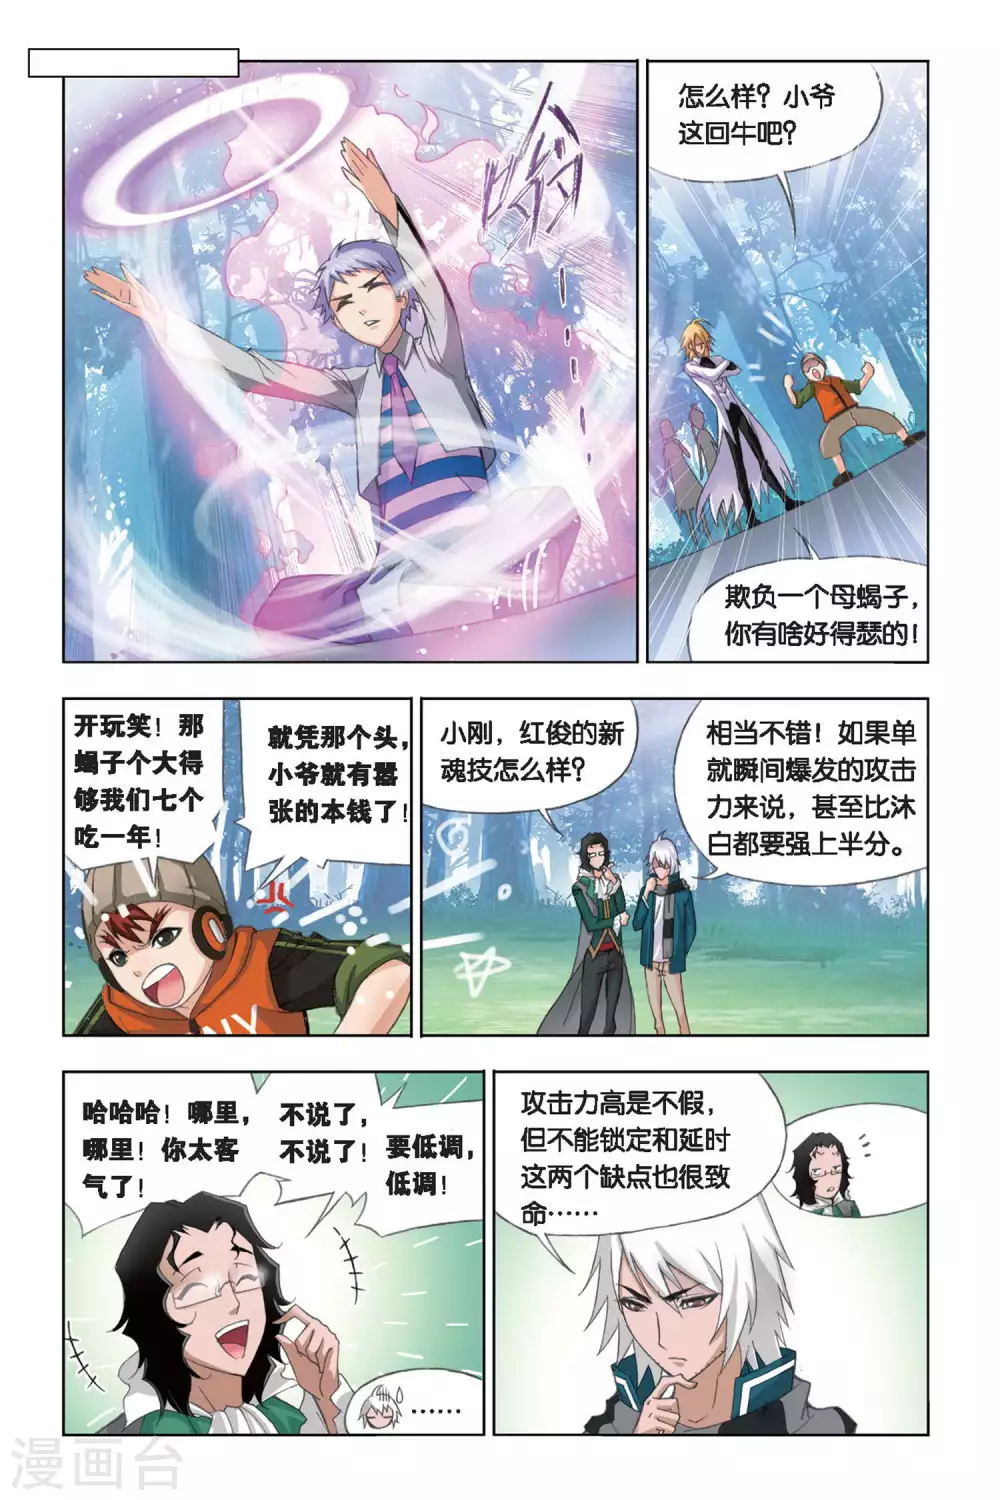 怎么样？小爷
这回牛吧？
欺负一个母蝎子，
你有啥好得瑟的！
开玩笑！那
蝎子个大得
够我们七个
吃一年！
就凭那个头，
小爷就有嚣
张的本钱了！
小刚，红俊的新
魂技怎么样？
相当不错！如果单
就瞬间爆发的攻击
力来说，甚至比沐
白都要强上半分。
哈哈哈！哪里，
哪里！你太客
气了！
不说了，
不说了！
要低调，
低调！
……
攻击力高是不假，
但不能锁定和延时
这两个缺点也很致
命……
漫画台